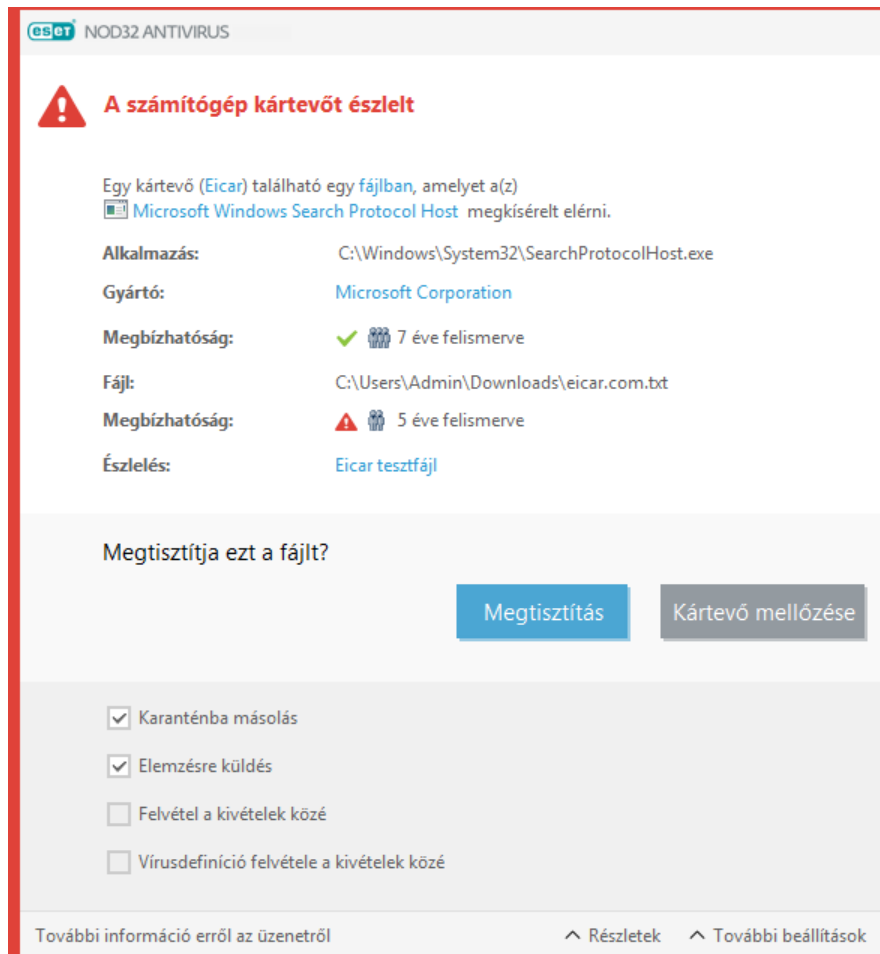 eset NOD32 ANTIVIRUS
A számítógép kártevőt észlelt
Egy kártevő (Eicar) található egy fájlban, amelyet a(z)
Microsoft Windows Search Protocol Host megkísérelt elérni.
Alkalmazás: C:\Windows\System32\SearchProtocolHost.exe
Gyártó: Microsoft Corporation
Megbízhatóság: 7 éve felismerve
Fájl: C:\Users\Admin\Downloads\eicar.com.txt
Megbízhatóság: 5 éve felismerve
Észlelés: Eicar tesztfájl
Megtisztítja ezt a fájlt?
Megtisztítás Kártevő mellőzése
Karanténba másolás
Elemzésre küldés
Felvétel a kivételek közé
Vírusdefiníció felvétele a kivételek közé
További információ erről az üzenetről Részletek További beállítások